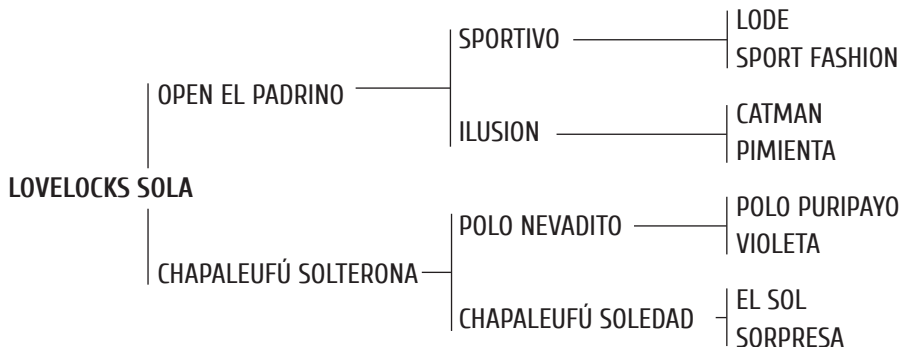 LOVELOCKS SOLA
OPEN EL PADRINO
CHAPALEUFÚ SOLTERONA
SPORTIVO
ILUSION
POLO NEVADITO
CHAPALEUFÚ SOLEDAD
LODE
SPORT FASHION
CATMAN
PIMIENTA
POLO PURIPAYO
VIOLETA
EL SOL
SORPRESA